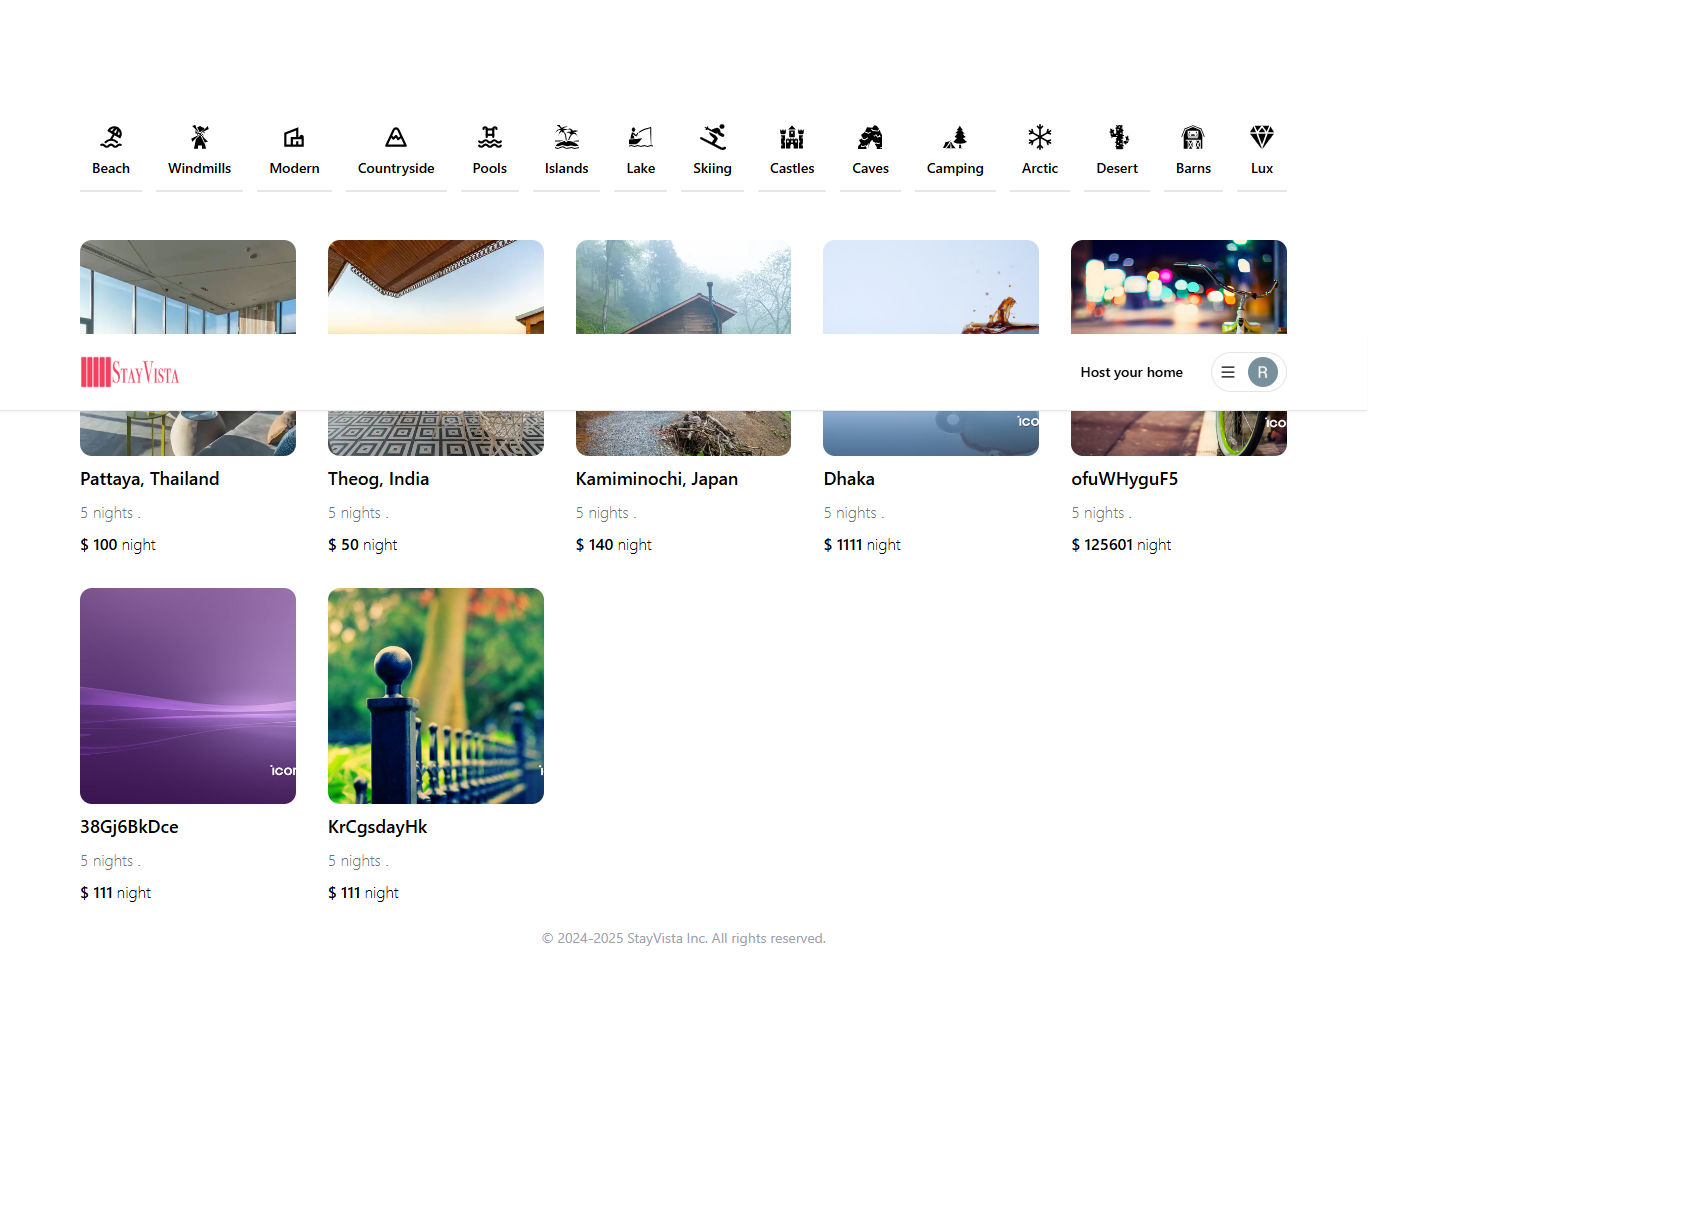 Beach Windmills Modern Countryside Pools Islands Lake Skiing Castles Caves Camping Arctic Desert Barns Lux
STAYVISTA Host your home R
Pattaya, Thailand Theog, India Kamiminochi, Japan Dhaka ofuWHyguF5
5 nights . 5 nights . 5 nights . 5 nights . 5 nights .
$ 100 night $ 50 night $ 140 night $ 1111 night $ 125601 night
38Gj6BkDce KrCgsdayHk
5 nights . 5 nights .
$ 111 night $ 111 night
© 2024-2025 StayVista Inc. All rights reserved.